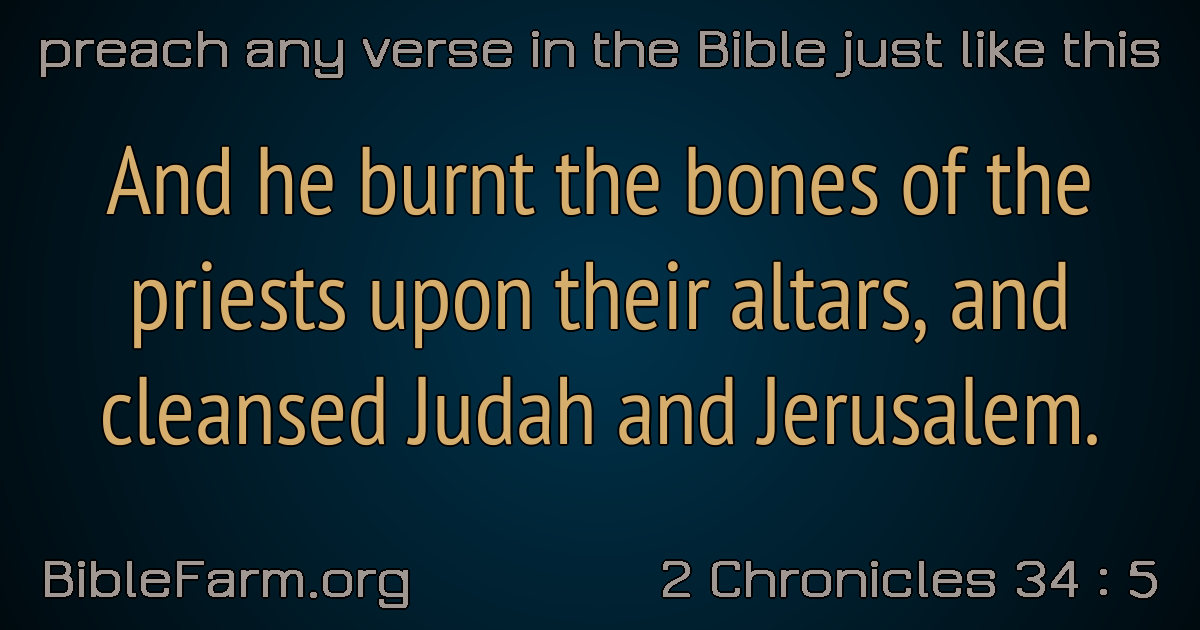 preach any verse in the Bible just like this
And he burnt the bones of the
priests upon their altars, and
cleansed Judah and Jerusalem.
BibleFarm.org
2 Chronicles 34 : 5